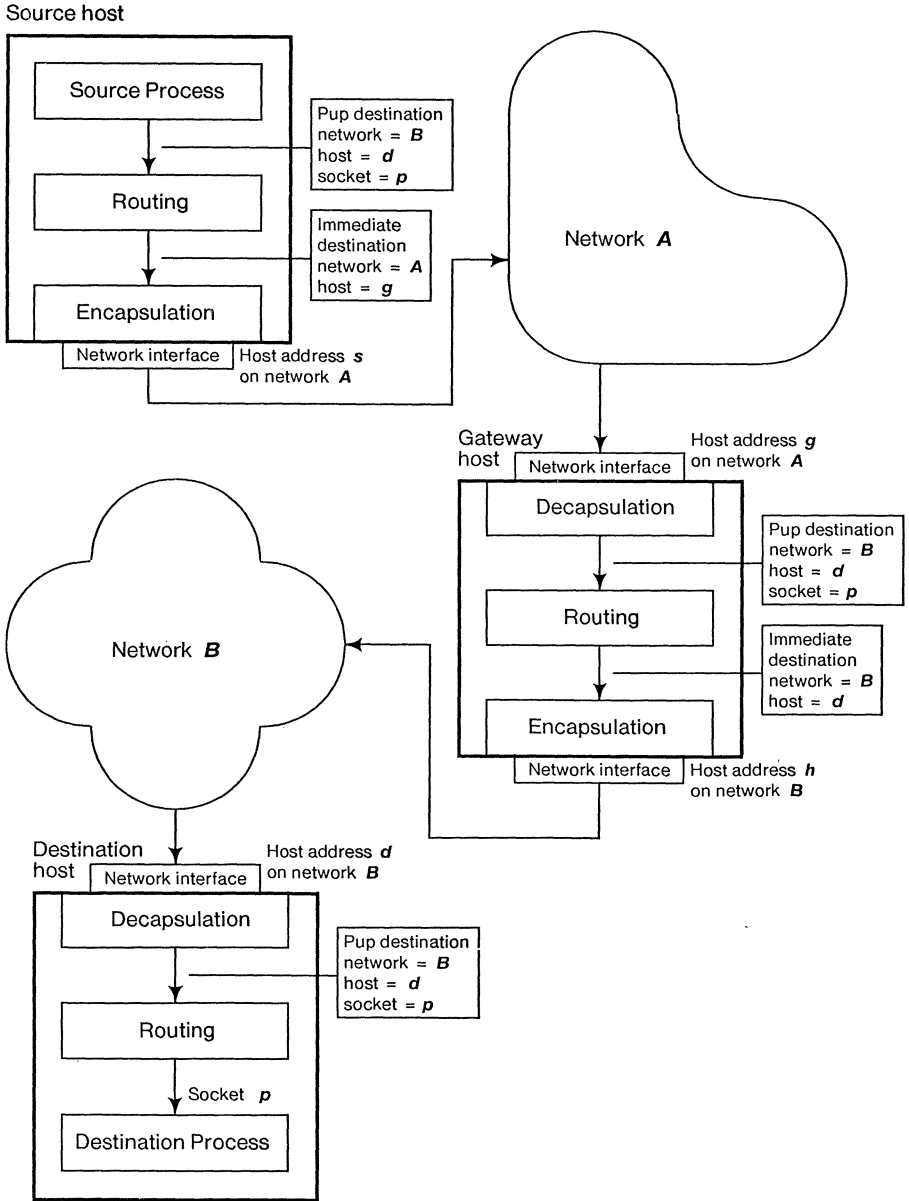 Source host
Source Process
Pup destination
network = B
host = d
socket = p
Routing
Immediate
destination
network = A
host = g
Encapsulation
Network interface
Host address s
on network A
Network A
Gateway
host
Network interface
Host address g
on network A
Decapsulation
Pup destination
network = B
host = d
socket = p
Routing
Immediate
destination
network = B
host = d
Encapsulation
Network interface
Host address h
on network B
Network B
Destination
host
Network interface
Host address d
on network B
Decapsulation
Pup destination
network = B
host = d
socket = p
Routing
Socket p
Destination Process